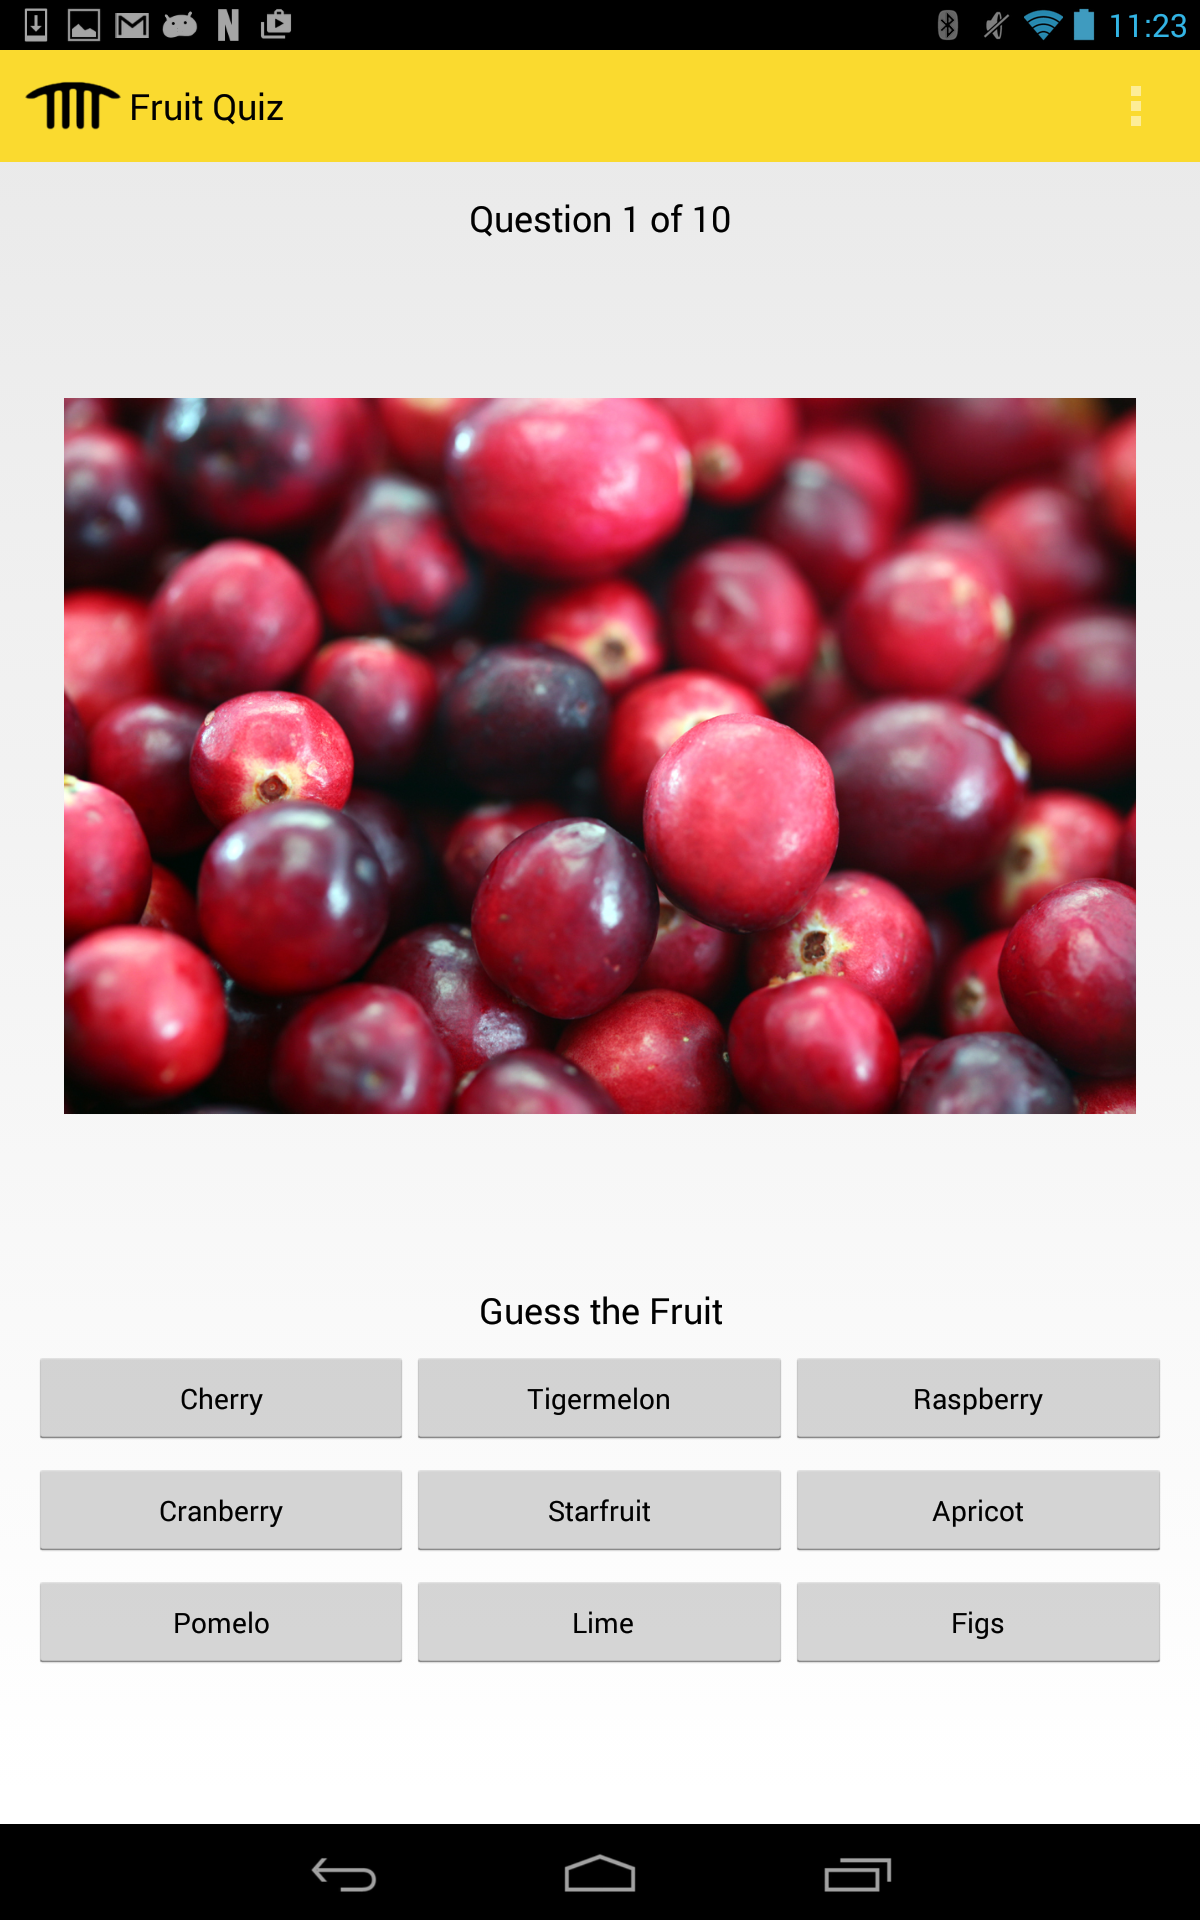 11:23
Fruit Quiz
Question 1 of 10
Guess the Fruit
Cherry
Tigermelon
Raspberry
Cranberry
Starfruit
Apricot
Pomelo
Lime
Figs